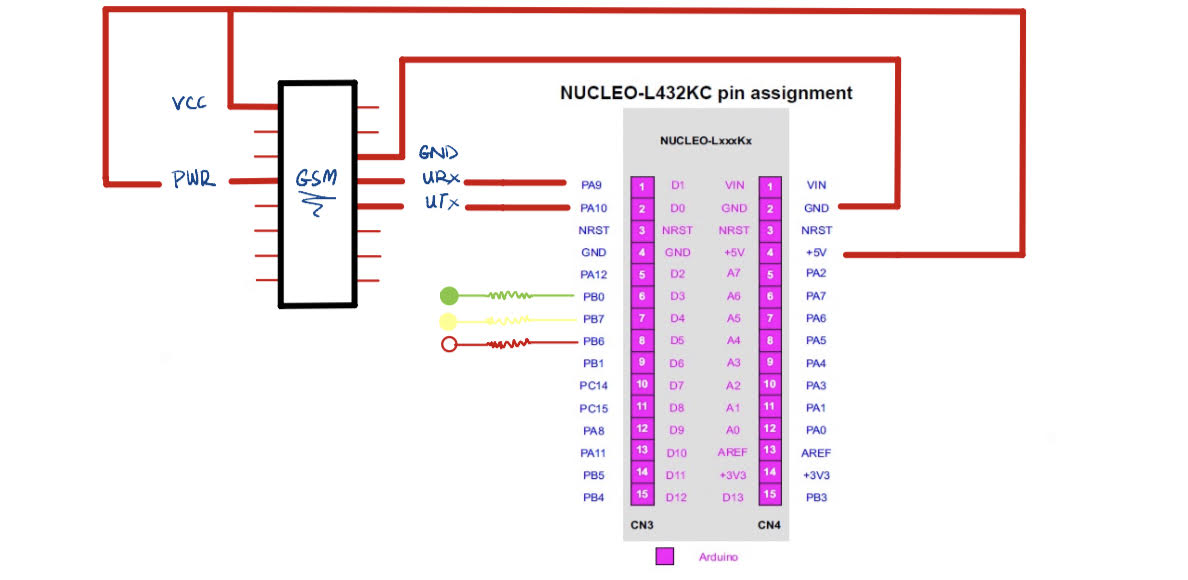 NUCLEO-L432KC pin assignment
NUCLEO-LxxxKx
VCC
PWR
GSM
GND
URx
UTx
PA9 1 D1 VIN 1 VIN
PA10 2 D0 GND 2 GND
NRST 3 NRST NRST 3 NRST
GND 4 GND +5V 4 +5V
PA12 5 D2 A7 5 PA2
PB0 6 D3 A6 6 PA7
PB7 7 D4 A5 7 PA6
PB6 8 D5 A4 8 PA5
PB1 9 D6 A3 9 PA4
PC14 10 D7 A2 10 PA3
PC15 11 D8 A1 11 PA1
PA8 12 D9 A0 12 PA0
PA11 13 D10 AREF 13 AREF
PB5 14 D11 +3V3 14 +3V3
PB4 15 D12 D13 15 PB3
CN3 CN4
Arduino